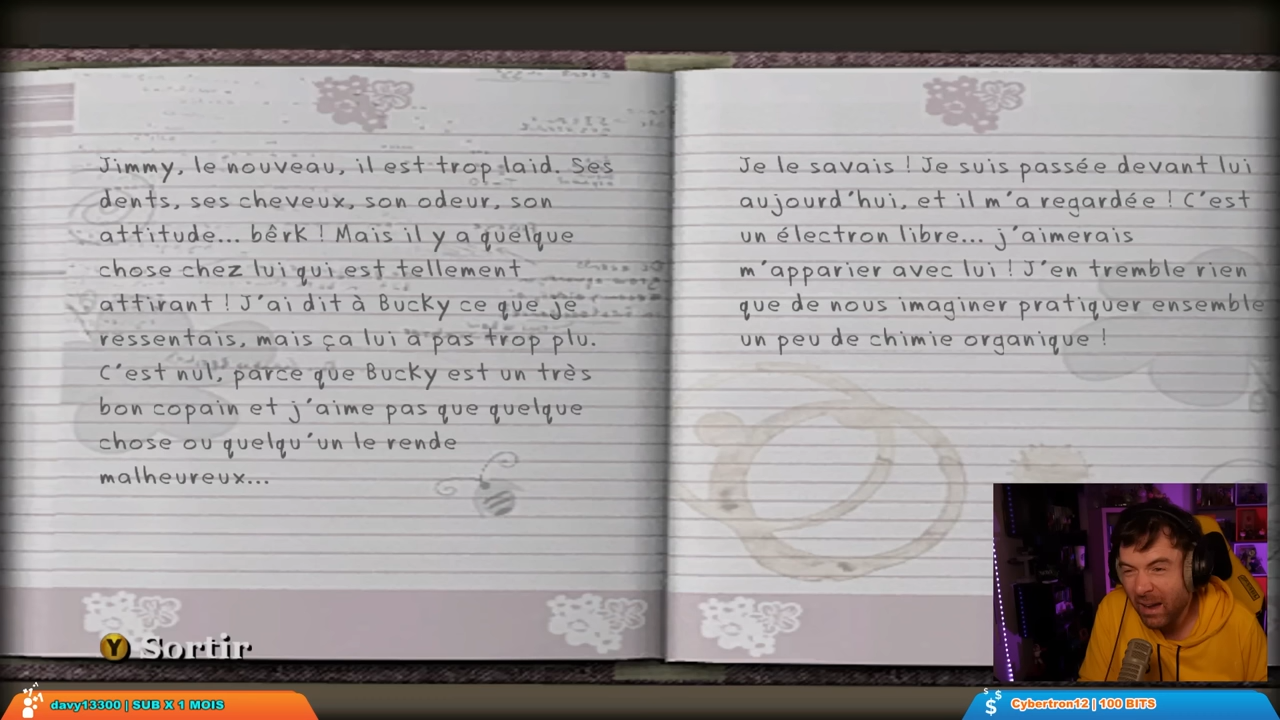 Jimmy, le nouveau, il est trop laid. Ses
dents, ses cheveux, son odeur, son
attitude... bêrk ! Mais il y a quelque
chose chez lui qui est tellement
attirant ! J'ai dit à Bucky ce que je
ressentais, mais ça lui a pas trop plu.
C'est nul, parce que Bucky est un très
bon copain et j'aime pas que quelque
chose ou quelqu'un le rende
malheureux...
Je le savais ! Je suis passée devant lui
aujourd'hui, et il m'a regardée ! C'est
un électron libre... j'aimerais
m'apparier avec lui ! J'en tremble rien
que de nous imaginer pratiquer ensemble
un peu de chimie organique !
Y Sortir
davy13300 | SUB X 1 MOIS
Cybertron12 | 100 BITS